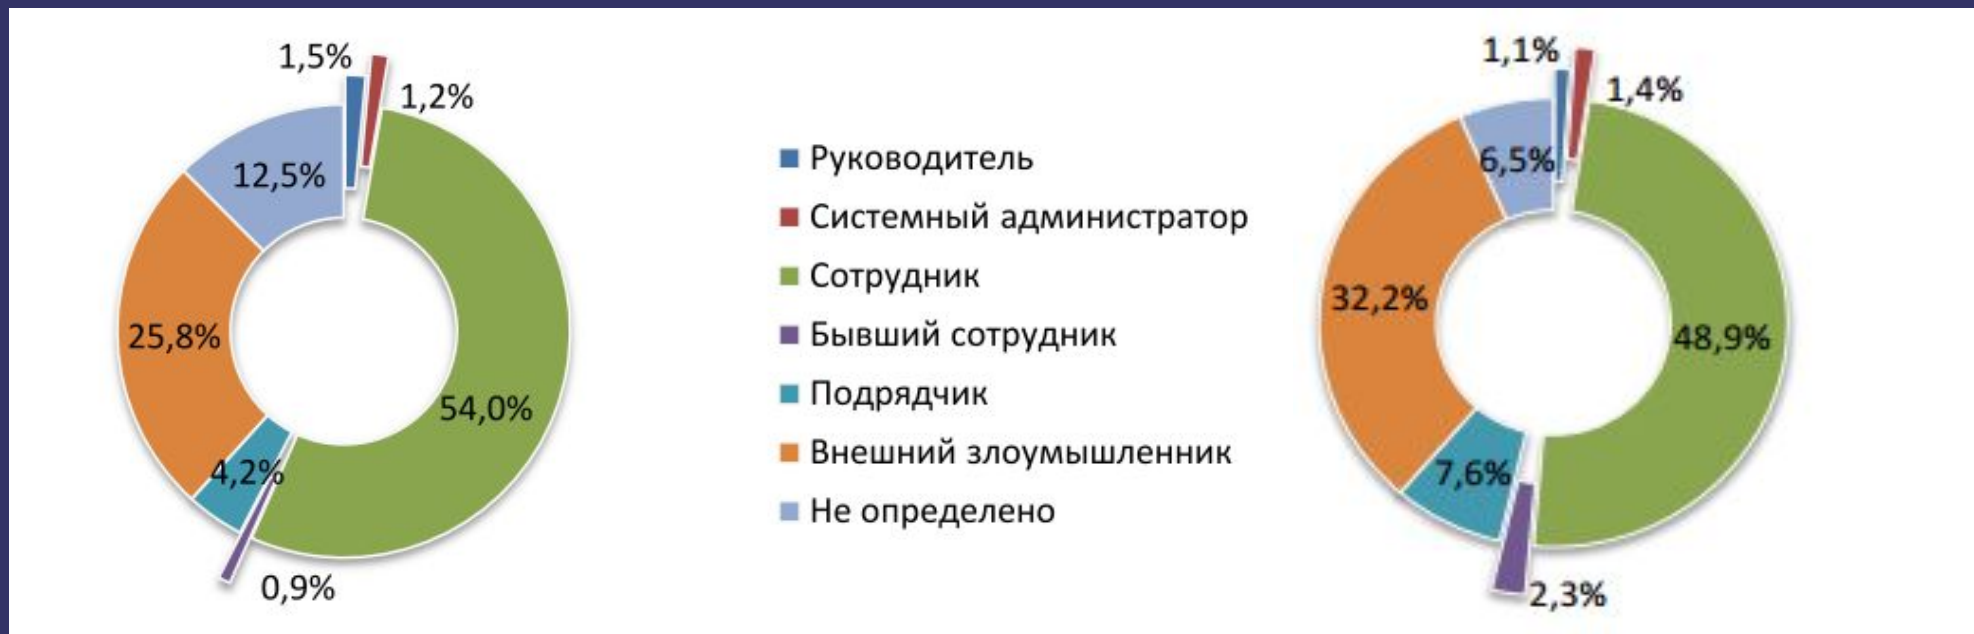 1,5%
1,2%
12,5%
25,8%
54,0%
4,2%
0,9%
Руководитель
Системный администратор
Сотрудник
Бывший сотрудник
Подрядчик
Внешний злоумышленник
Не определено
1,1%
1,4%
6,5%
32,2%
48,9%
7,6%
2,3%